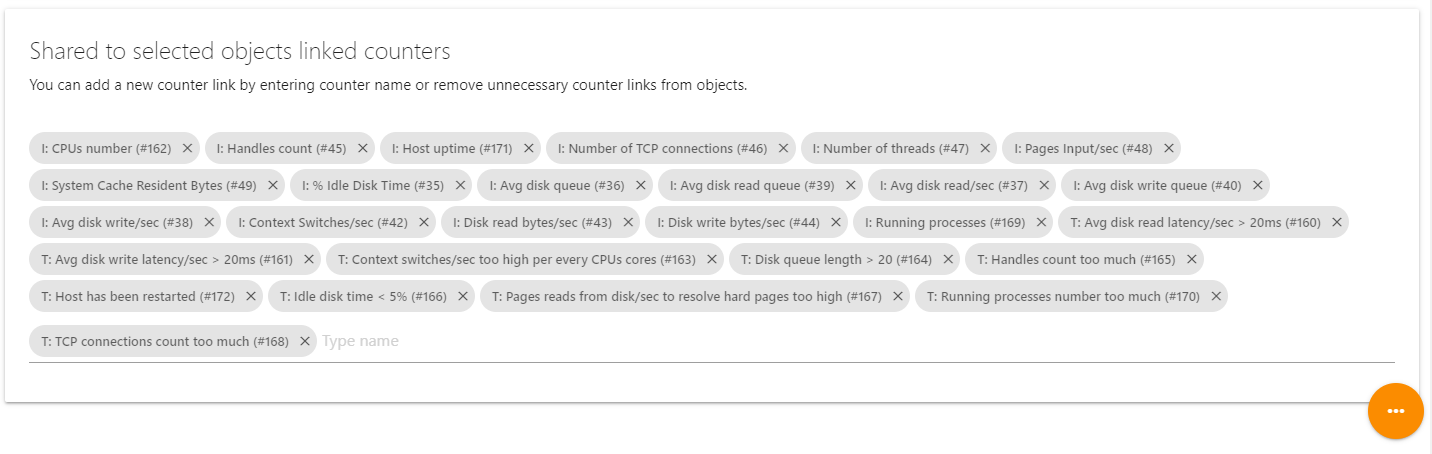 Shared to selected objects linked counters
You can add a new counter link by entering counter name or remove unnecessary counter links from objects.
I: CPUs number (#162) × I: Handles count (#45) × I: Host uptime (#171) × I: Number of TCP connections (#46) × I: Number of threads (#47) × I: Pages Input/sec (#48) ×
I: System Cache Resident Bytes (#49) × I: % Idle Disk Time (#35) × I: Avg disk queue (#36) × I: Avg disk read queue (#39) × I: Avg disk read/sec (#37) × I: Avg disk write queue (#40) ×
I: Avg disk write/sec (#38) × I: Context Switches/sec (#42) × I: Disk read bytes/sec (#43) × I: Disk write bytes/sec (#44) × I: Running processes (#169) × T: Avg disk read latency/sec > 20ms (#160) ×
T: Avg disk write latency/sec > 20ms (#161) × T: Context switches/sec too high per every CPUs cores (#163) × T: Disk queue length > 20 (#164) × T: Handles count too much (#165) ×
T: Host has been restarted (#172) × T: Idle disk time < 5% (#166) × T: Pages reads from disk/sec to resolve hard pages too high (#167) × T: Running processes number too much (#170) ×
T: TCP connections count too much (#168) × Type name